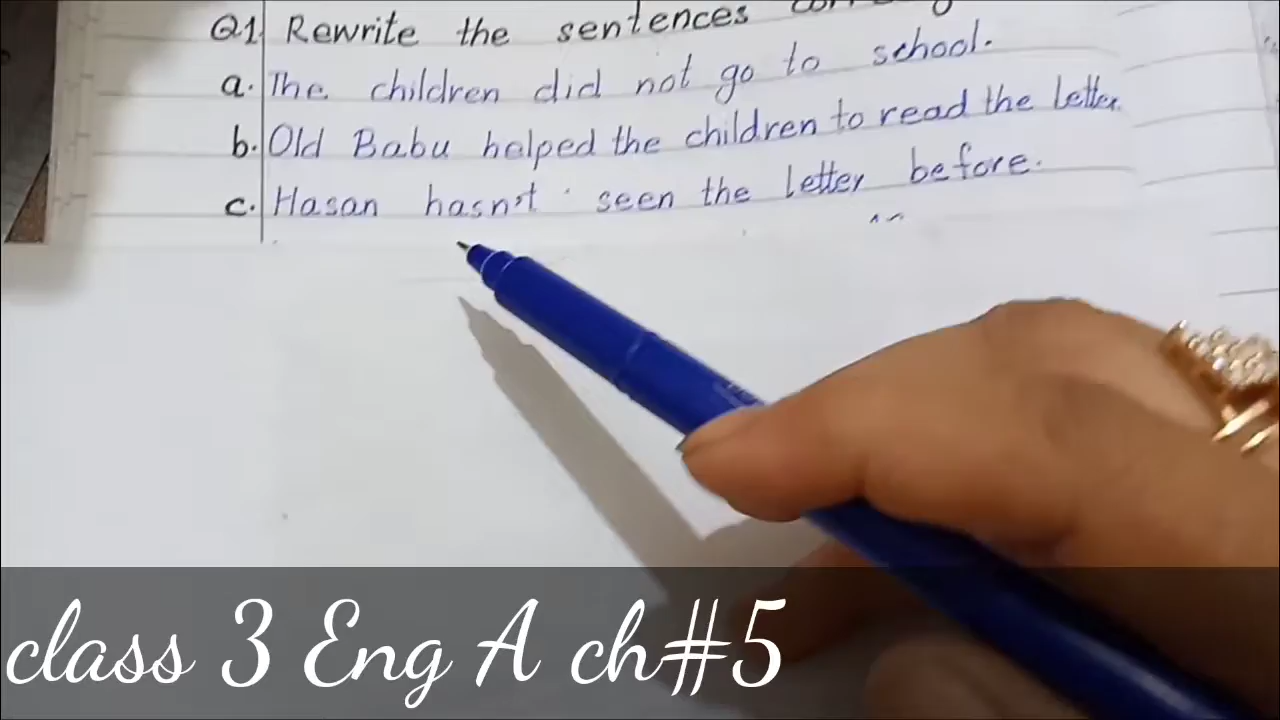 Q1 Rewrite the sentences
a. The children did not go to school.
b. Old Babu helped the children to read the letter.
c. Hasan hasn't seen the letter before.
class 3 Eng A ch#5